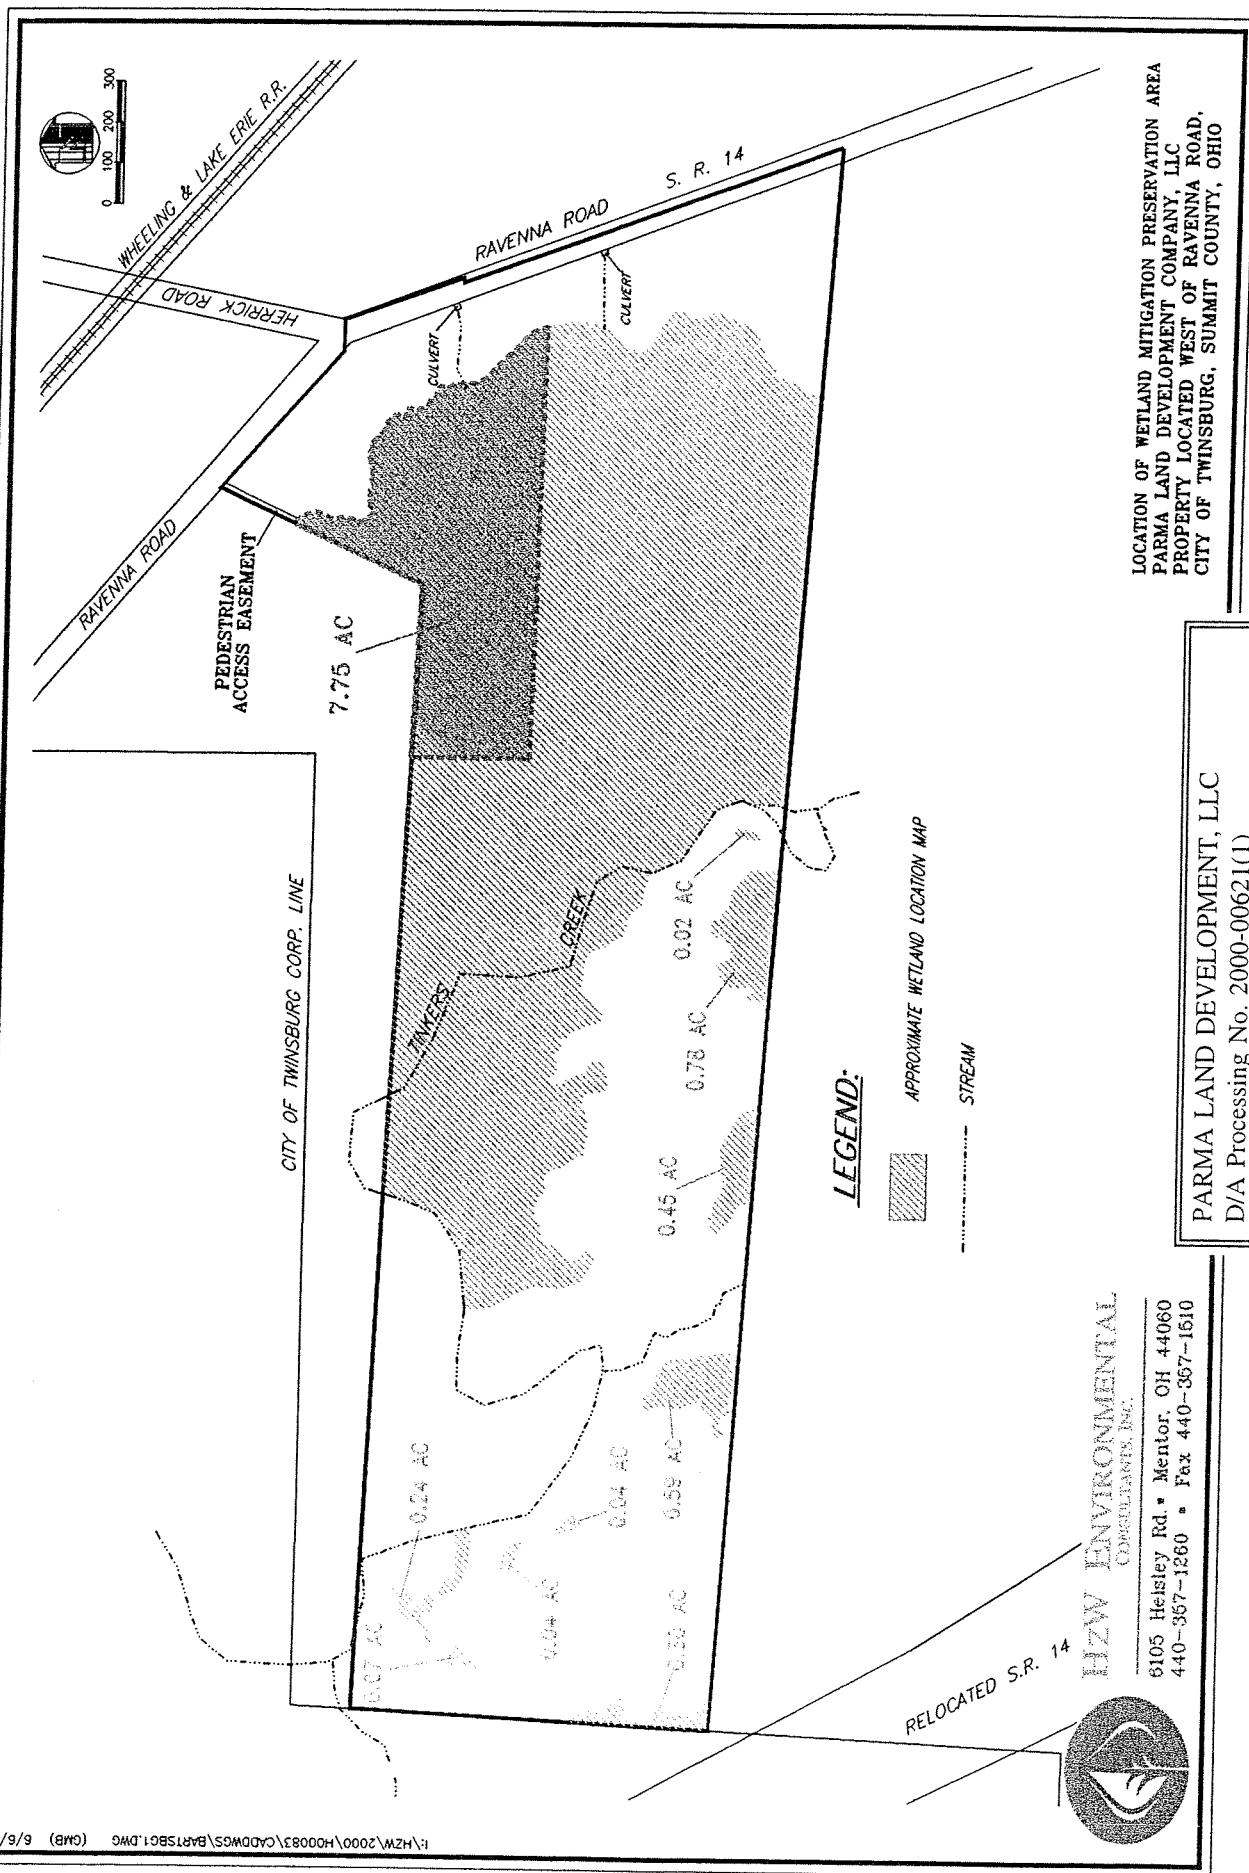 0 100 200 300
WHEELING & LAKE ERIE R.R.
HERRICK ROAD
RAVENNA ROAD
S. R. 14
RAVENNA ROAD
CULVERT
CULVERT
PEDESTRIAN
ACCESS EASEMENT
7.75 AC
CITY OF TWINSBURG CORP. LINE
TINKERS
CREEK
0.02 AC
0.78 AC
0.45 AC
0.24 AC
0.04 AC
6.59 AC
0.07 AC
0.04 AC
0.30 AC
LEGEND:
APPROXIMATE WETLAND LOCATION MAP
STREAM
RELOCATED S.R. 14
LOCATION OF WETLAND MITIGATION PRESERVATION AREA
PARMA LAND DEVELOPMENT COMPANY, LLC
PROPERTY LOCATED WEST OF RAVENNA ROAD,
CITY OF TWINSBURG, SUMMIT COUNTY, OHIO
PARMA LAND DEVELOPMENT, LLC
D/A Processing No. 2000-00621(1)
HZW ENVIRONMENTAL
CONSULTANTS, INC.
6105 Heisley Rd. ▪ Mentor, OH 44060
440-357-1260 ▪ Fax 440-357-1510
I:\HZW\2000\H00083\CADDWGS\BARTSBG1.DWG (GMB) 6/6/